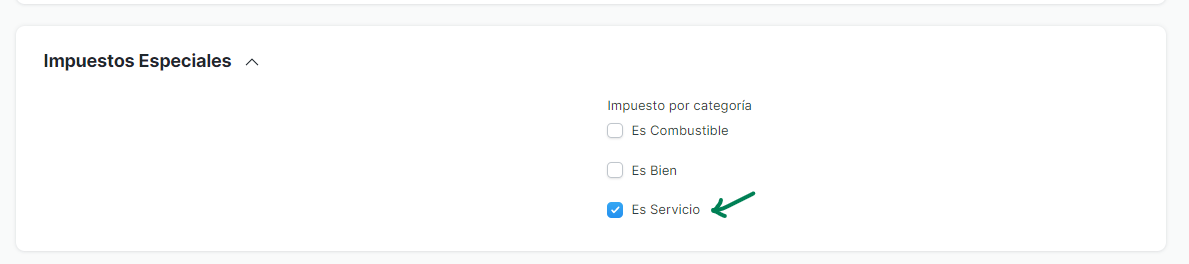 Impuestos Especiales
Impuesto por categoría
Es Combustible
Es Bien
Es Servicio